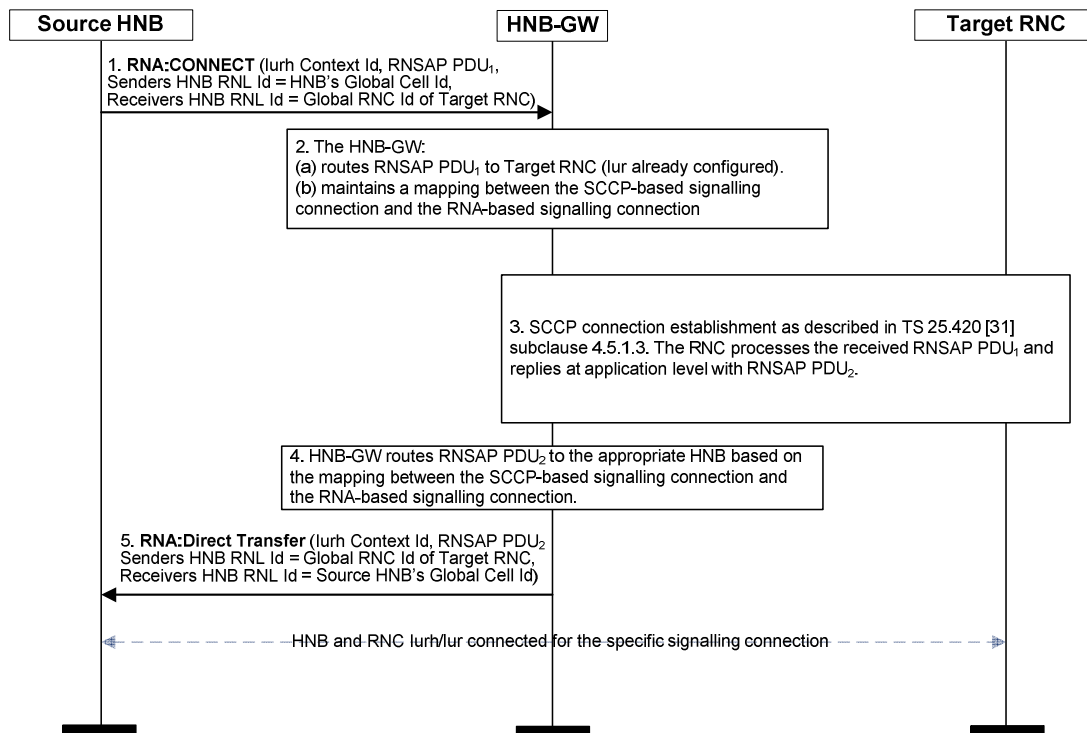 Source HNB
HNB-GW
Target RNC
1. RNA:CONNECT (Iurh Context Id, RNSAP PDU₁,
Senders HNB RNL Id = HNB's Global Cell Id,
Receivers HNB RNL Id = Global RNC Id of Target RNC)
2. The HNB-GW:
(a) routes RNSAP PDU₁ to Target RNC (Iur already configured).
(b) maintains a mapping between the SCCP-based signalling
connection and the RNA-based signalling connection
3. SCCP connection establishment as described in TS 25.420 [31]
subclause 4.5.1.3. The RNC processes the received RNSAP PDU₁ and
replies at application level with RNSAP PDU₂.
4. HNB-GW routes RNSAP PDU₂ to the appropriate HNB based on
the mapping between the SCCP-based signalling connection and
the RNA-based signalling connection.
5. RNA:Direct Transfer (Iurh Context Id, RNSAP PDU₂
Senders HNB RNL Id = Global RNC Id of Target RNC,
Receivers HNB RNL Id = Source HNB's Global Cell Id)
HNB and RNC Iurh/Iur connected for the specific signalling connection